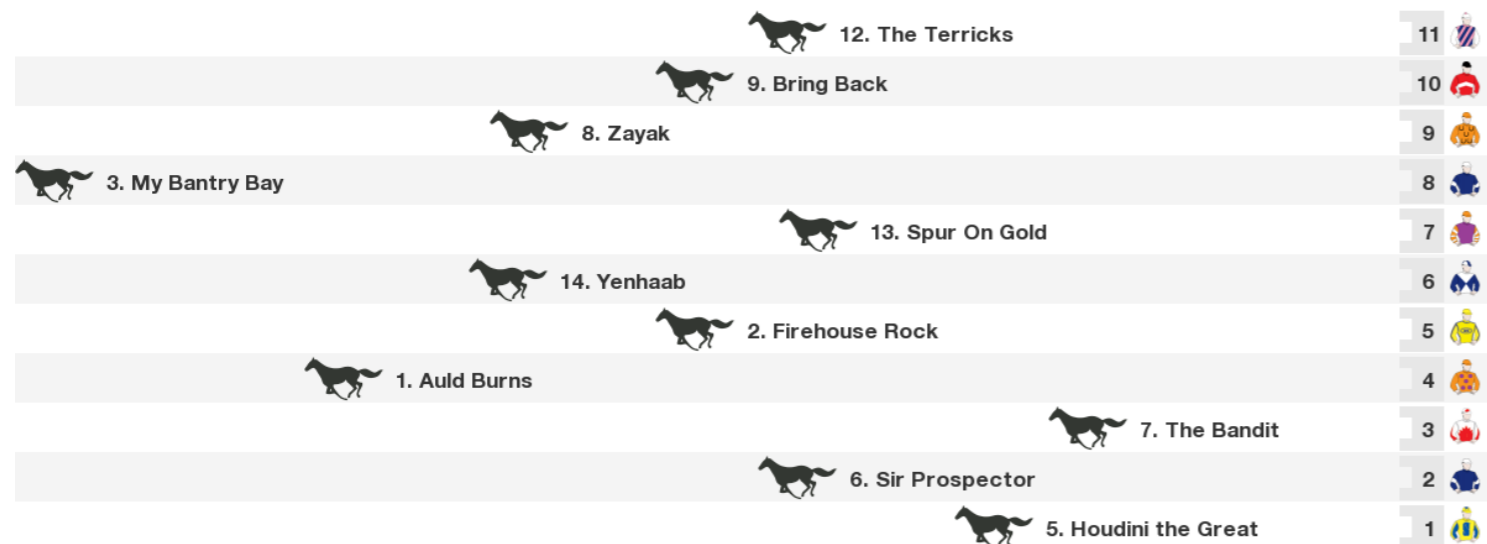 12. The Terricks 11
9. Bring Back 10
8. Zayak 9
3. My Bantry Bay 8
13. Spur On Gold 7
14. Yenhaab 6
2. Firehouse Rock 5
1. Auld Burns 4
7. The Bandit 3
6. Sir Prospector 2
5. Houdini the Great 1